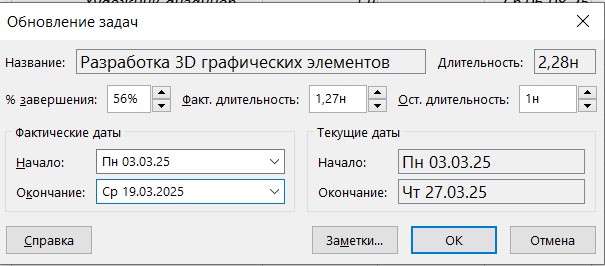 Обновление задач
Название: Разработка 3D графических элементов Длительность: 2,28н
% завершения: 56% Факт. длительность: 1,27н Ост. длительность: 1н
Фактические даты
Начало: Пн 03.03.25
Окончание: Ср 19.03.2025
Текущие даты
Начало: Пн 03.03.25
Окончание: Чт 27.03.25
Справка Заметки... ОК Отмена